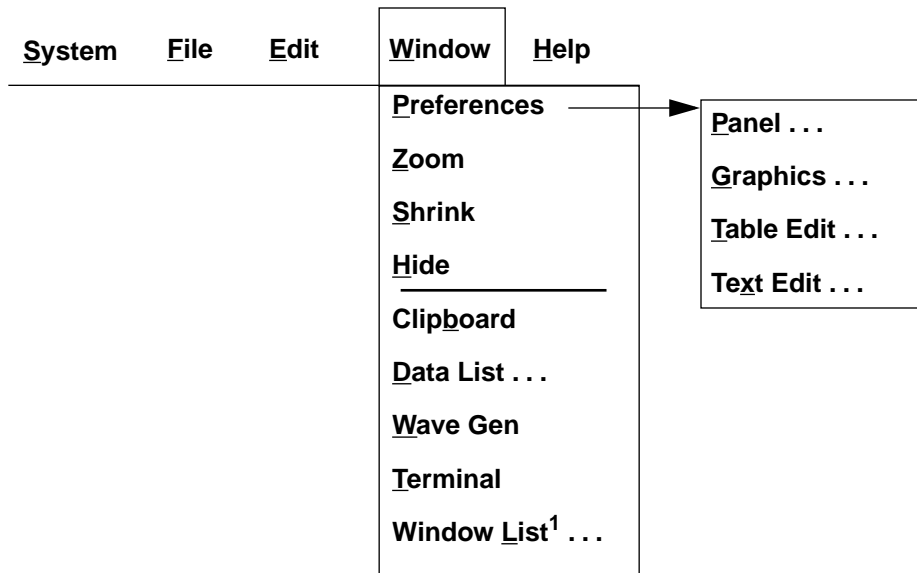 System File Edit Window Help
Preferences
Zoom
Shrink
Hide
Clipboard
Data List . . .
Wave Gen
Terminal
Window List¹ . . .
Panel . . .
Graphics . . .
Table Edit . . .
Text Edit . . .